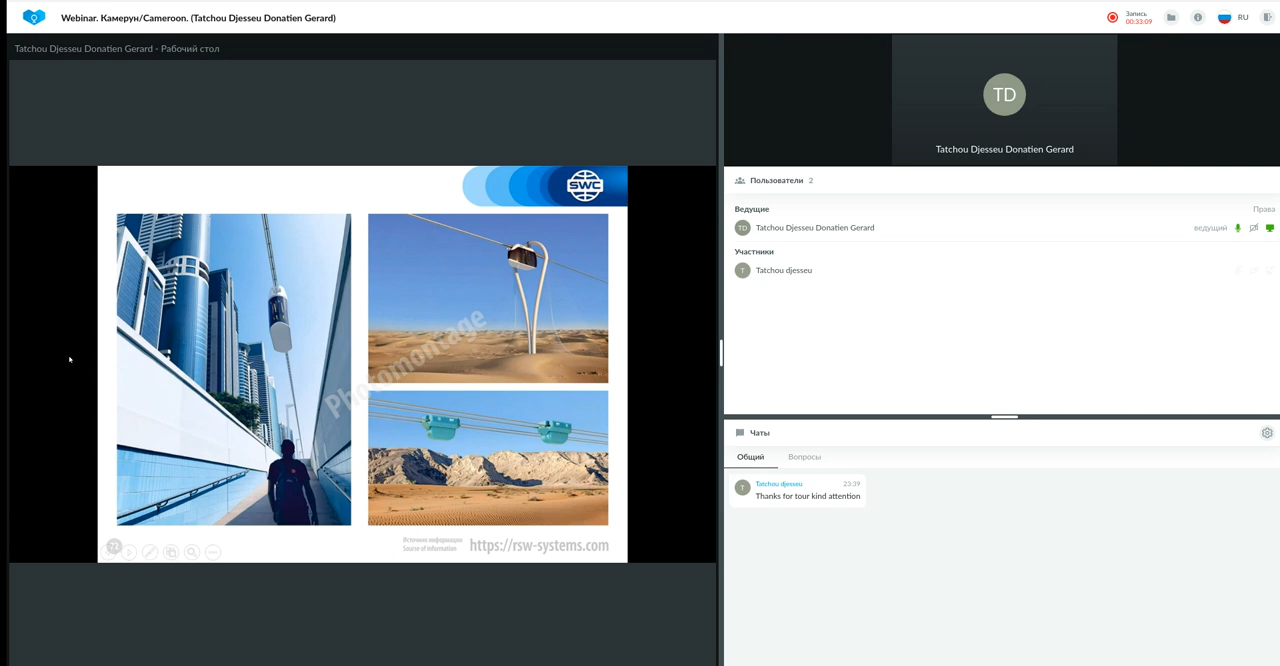 Webinar. Камерун/Cameroon. (Tatchou Djesseu Donatien Gerard)
Запись
00:33:09
RU
Tatchou Djesseu Donatien Gerard - Рабочий стол
TD
Tatchou Djesseu Donatien Gerard
Пользователи 2
Ведущие Права
TD Tatchou Djesseu Donatien Gerard ведущий
Участники
T Tatchou djesseu
SWC
Photomontage
22
Источник информации
Source of information
https://rsw-systems.com
Чаты
Общий Вопросы
T Tatchou djesseu 23:39
Thanks for tour kind attention